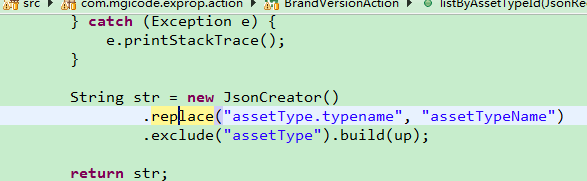 src com.mgicode.exprop.action BrandVersionAction listByAssetTypeId(JsonRe
} catch (Exception e) {
e.printStackTrace();
}
String str = new JsonCreator()
.replace("assetType.typename", "assetTypeName")
.exclude("assetType").build(up);
return str;